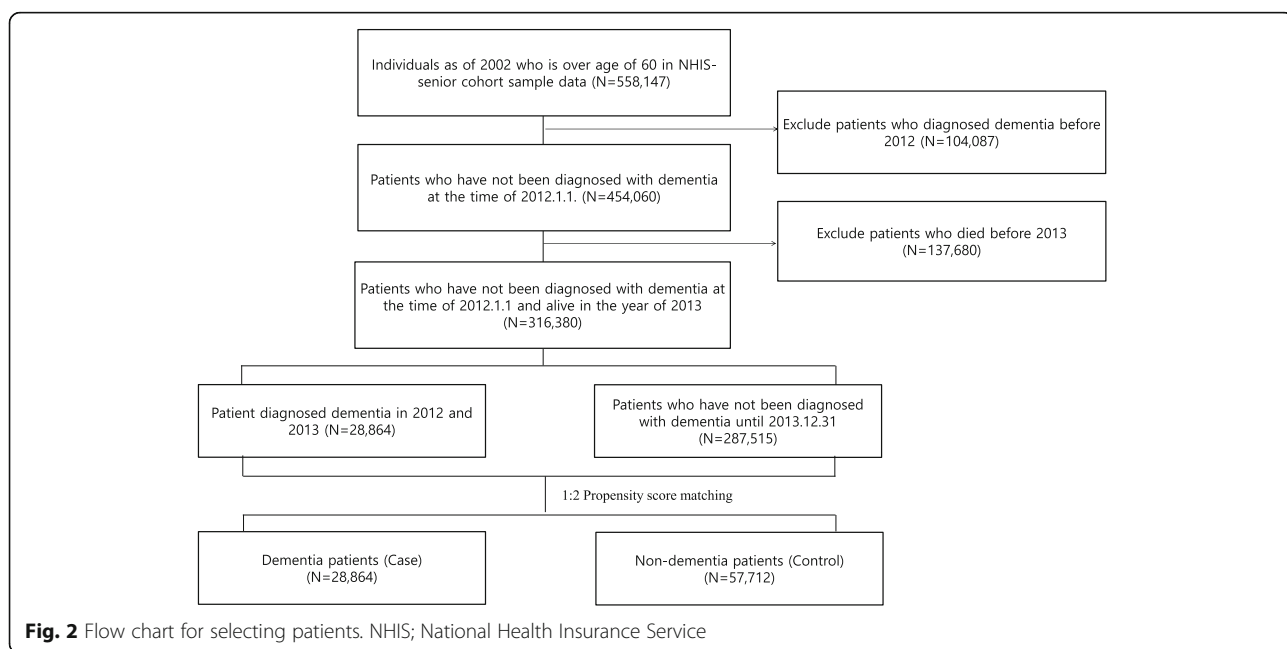 Individuals as of 2002 who is over age of 60 in NHIS-
senior cohort sample data (N=558,147)
Exclude patients who diagnosed dementia before
2012 (N=104,087)
Patients who have not been diagnosed with dementia
at the time of 2012.1.1. (N=454,060)
Exclude patients who died before 2013
(N=137,680)
Patients who have not been diagnosed with dementia at
the time of 2012.1.1 and alive in the year of 2013
(N=316,380)
Patient diagnosed dementia in 2012 and
2013 (N=28,864)
Patients who have not been diagnosed
with dementia until 2013.12.31
(N=287,515)
1:2 Propensity score matching
Dementia patients (Case)
(N=28,864)
Non-dementia patients (Control)
(N=57,712)
Fig. 2 Flow chart for selecting patients. NHIS; National Health Insurance Service